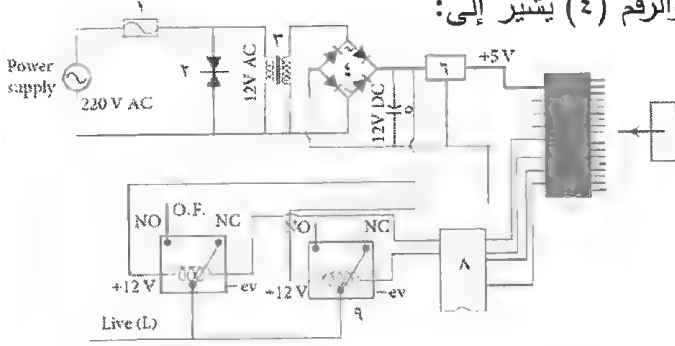 والرقم (٤) يشير إلى:
١
Power supply
220 V AC
٢
12V AC
٣
٤
12V DC
٥
٦
+5V
NO O.F. NC
+12 V
-ev
NO NC
-12 V
-ev
٩
٨
Live (L)